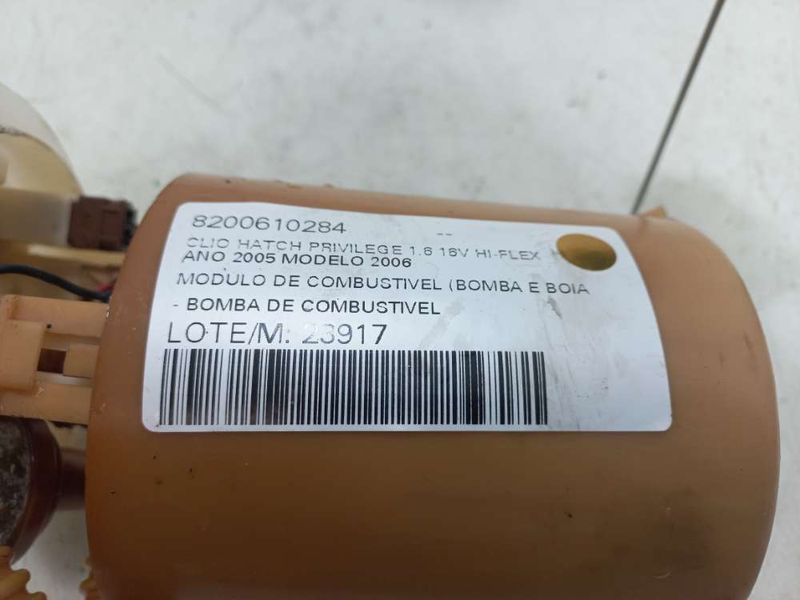 8200610284 --
CLIO HATCH PRIVILEGE 1.6 16V HI-FLEX
ANO 2005 MODELO 2006
MODULO DE COMBUSTIVEL (BOMBA E BOIA
- BOMBA DE COMBUSTIVEL
LOTE/M: 23917